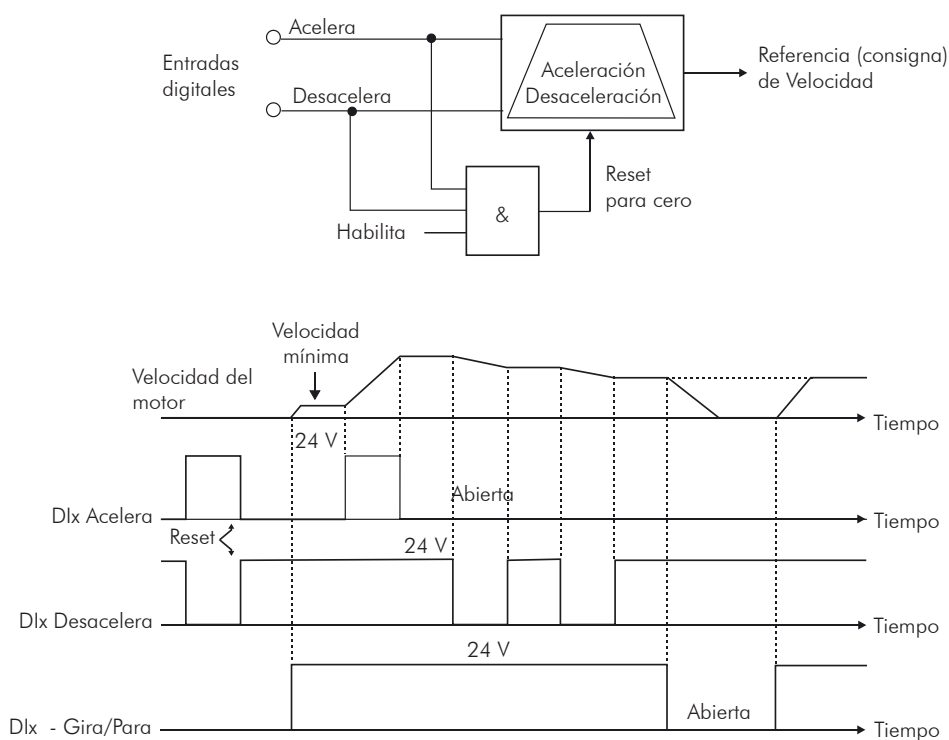 Acelera
Entradas
digitales
Desacelera
Aceleración
Desaceleración
Referencia (consigna)
de Velocidad
Reset
para cero
&
Habilita
Velocidad
mínima
Velocidad del
motor
Tiempo
24 V
Abierta
DIx Acelera
Tiempo
Reset
24 V
DIx Desacelera
Tiempo
24 V
Abierta
DIx - Gira/Para
Tiempo